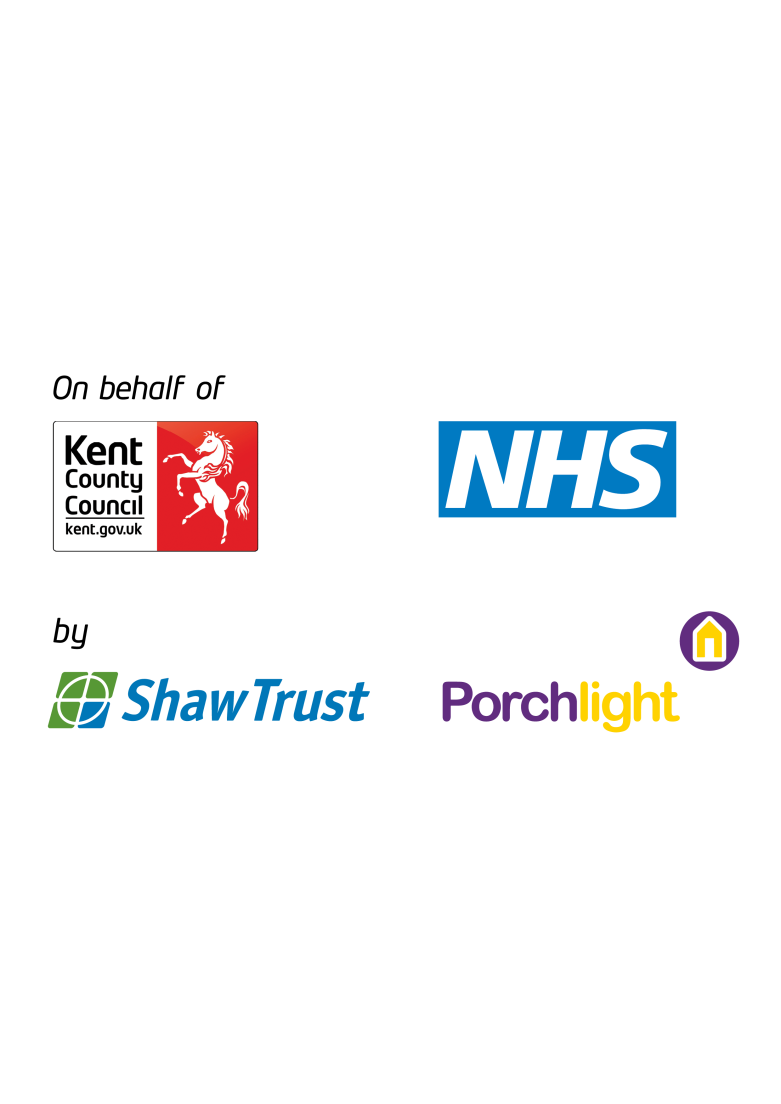 On behalf of
Kent
County
Council
kent.gov.uk
NHS
by
ShawTrust
Porchlight